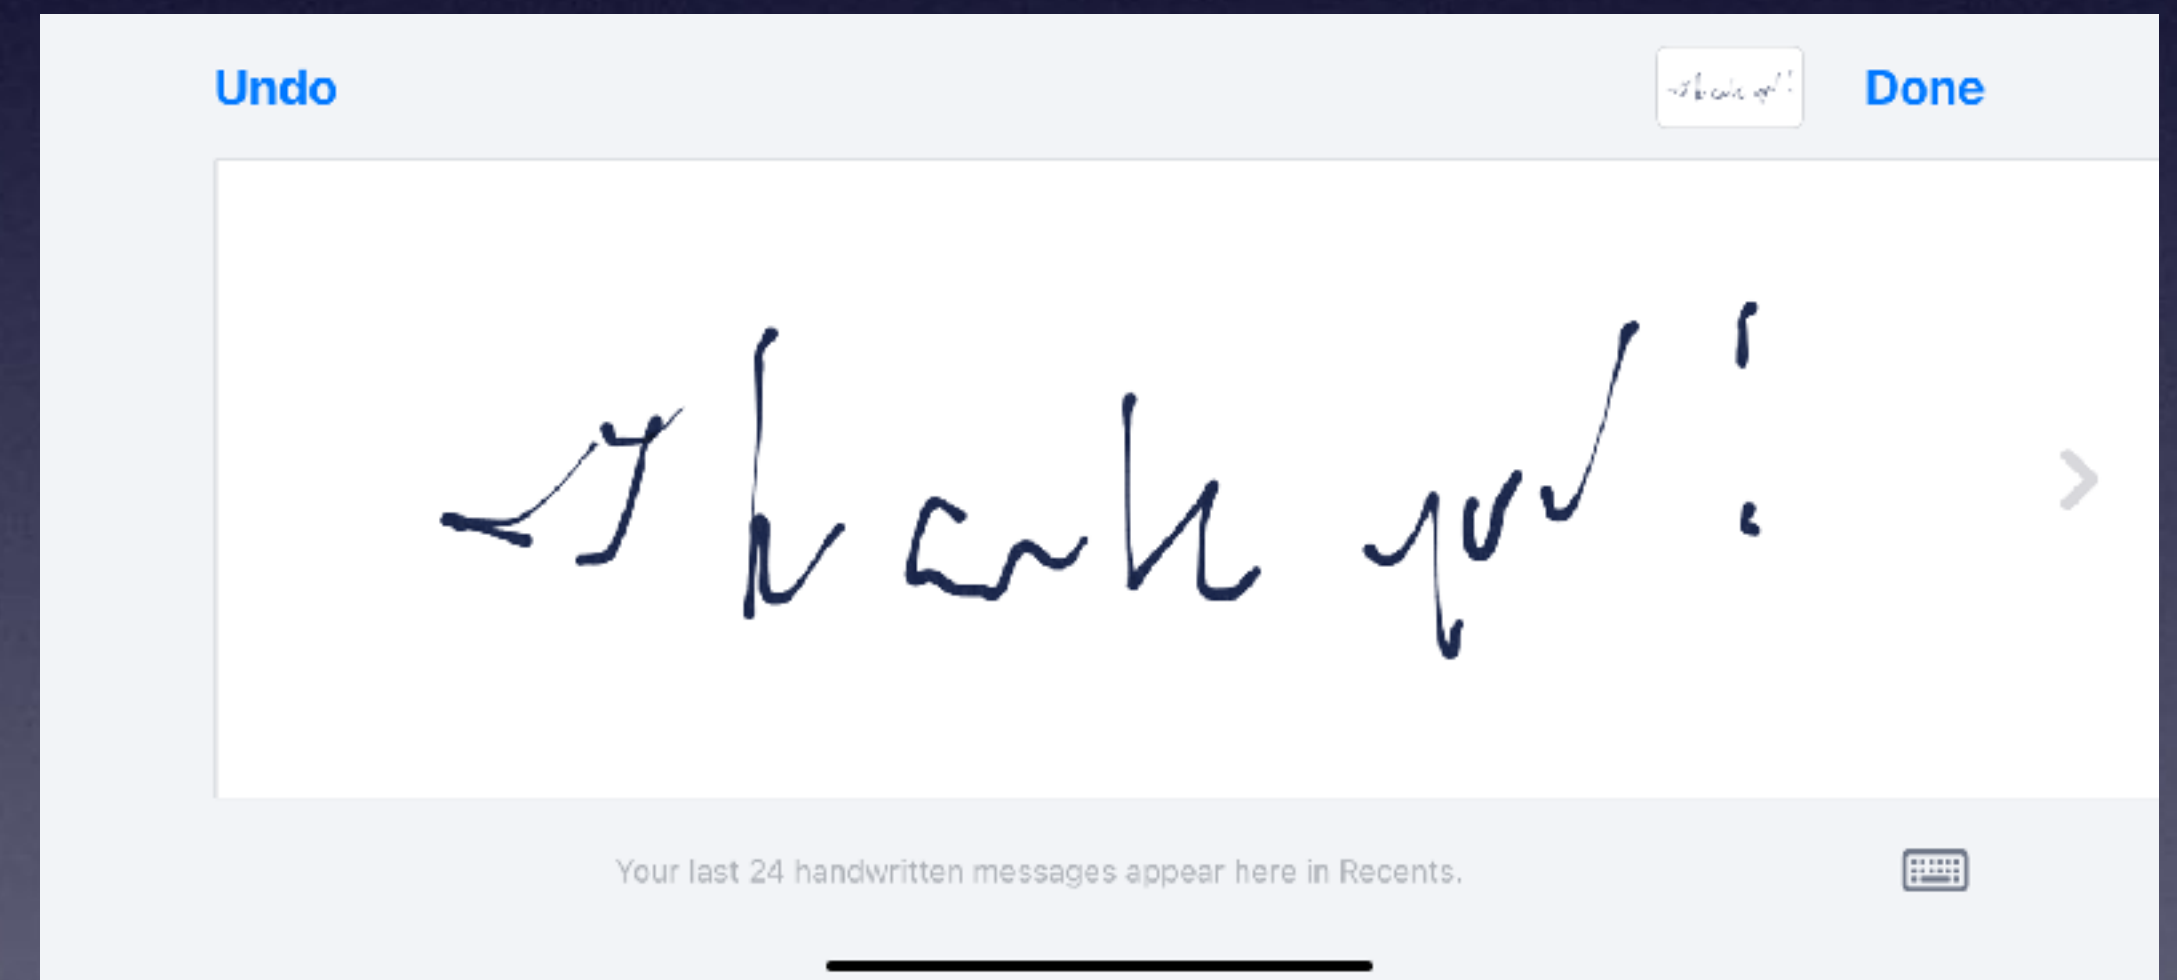 Undo
Done
Thank you!
Your last 24 handwritten messages appear here in Recents.